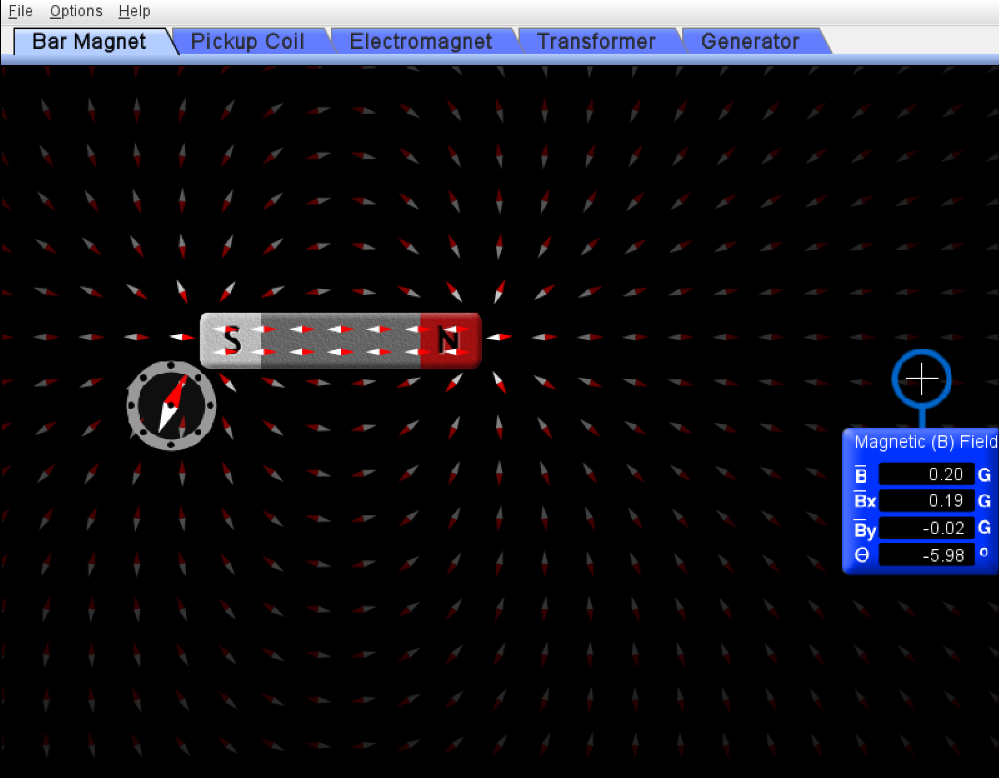 File Options Help
Bar Magnet Pickup Coil Electromagnet Transformer Generator
S N
Magnetic (B) Field
B 0.20 G
Bx 0.19 G
By -0.02 G
Θ -5.98 °